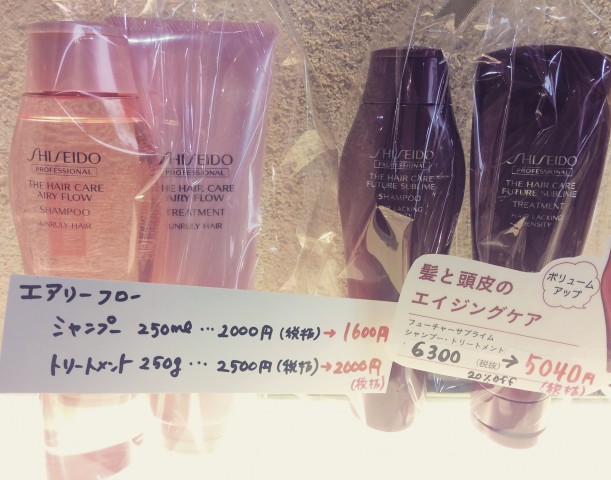 SHISEIDO
PROFESSIONAL
THE HAIR CARE
AIRY FLOW
SHAMPOO
UNRULY HAIR
SHISEIDO
PROFESSIONAL
THE HAIR CARE
AIRY FLOW
TREATMENT
UNRULY HAIR
SHISEIDO
PROFESSIONAL
THE HAIR CARE
FUTURE SUBLIME
SHAMPOO
LACKING
SHISEIDO
PROFESSIONAL
THE HAIR CARE
FUTURE SUBLIME
TREATMENT
HAIR LACKING
DENSITY
エアリーフロー
シャンプー 250ml…2000円(税抜)→1600円
トリートメント 250g…2500円(税抜)→2000円
(税抜)
ボリューム
アップ
髪と頭皮の
エイジングケア
フューチャーサブライム
シャンプー・トリートメント
6300(税抜)→5040円
20%off (税抜)